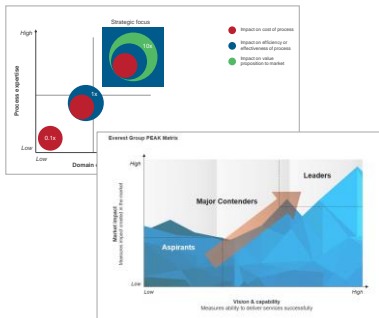 Strategic focus
High
10x
1x
0.1x
Low
Low
Process expertise
Domain
Impact on cost of process
Impact on efficiency or
effectiveness of process
Impact on value
proposition to market
Everest Group PEAK Matrix
High
Leaders
Major Contenders
Aspirants
Market impact
Measures impact created in the market
Low
Low
High
Vision & capability
Measures ability to deliver services successfully